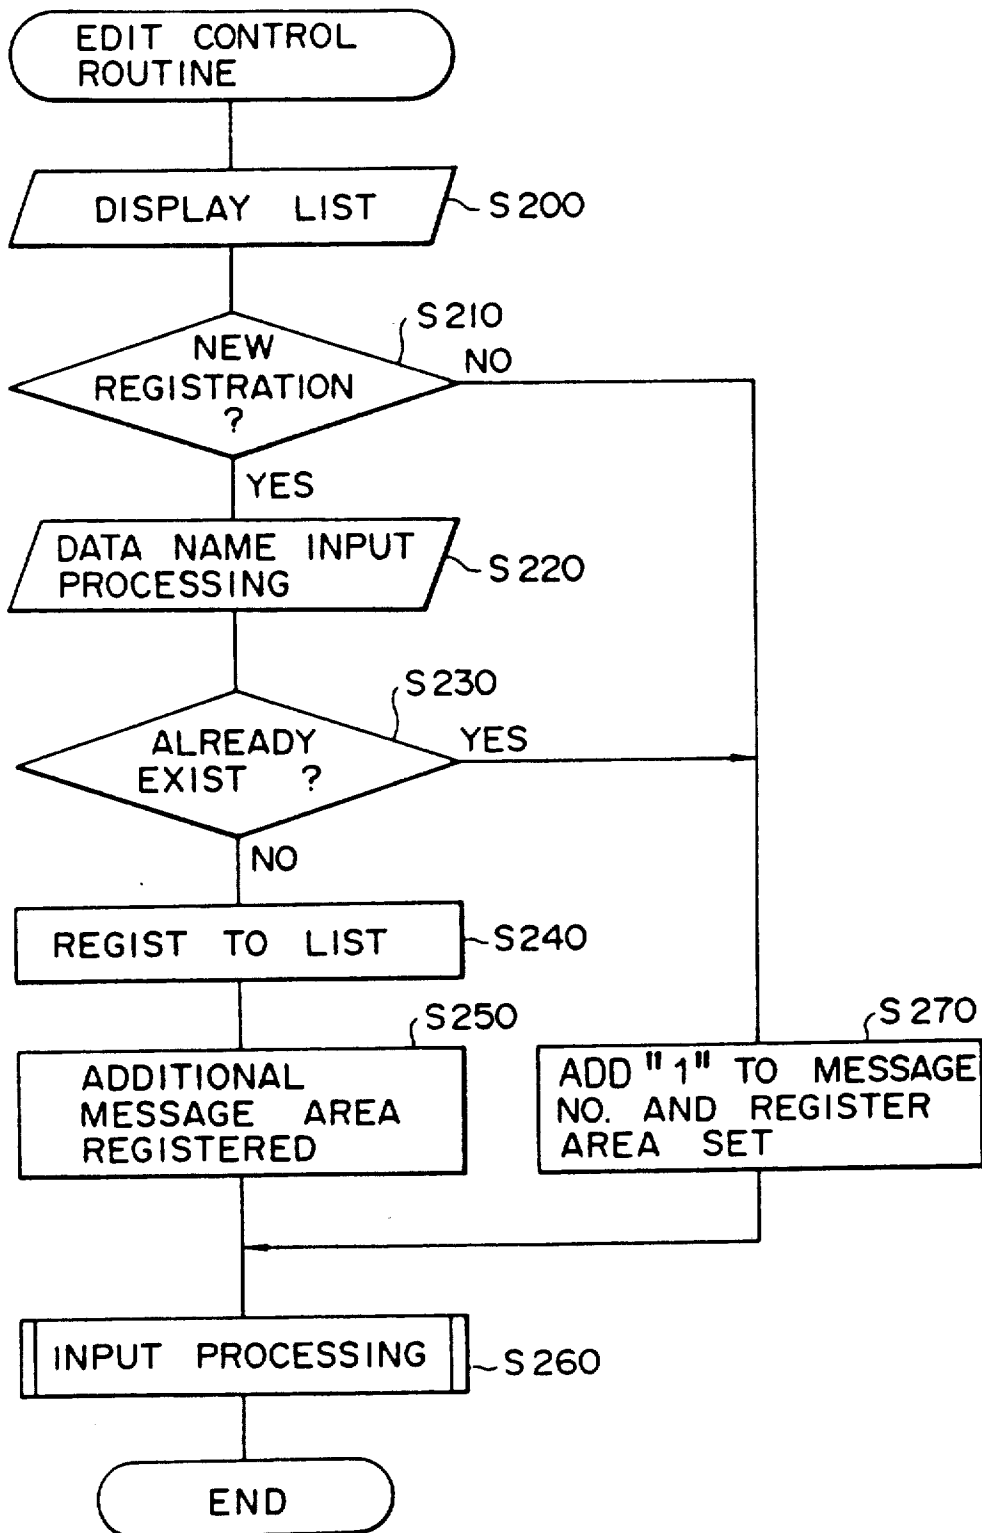 EDIT CONTROL
ROUTINE
DISPLAY LIST
S200
S210
NEW
REGISTRATION
?
NO
YES
DATA NAME INPUT
PROCESSING
S220
S230
ALREADY
EXIST ?
YES
NO
REGIST TO LIST
S240
S250
ADDITIONAL
MESSAGE AREA
REGISTERED
S270
ADD "1" TO MESSAGE
NO. AND REGISTER
AREA SET
INPUT PROCESSING
S260
END